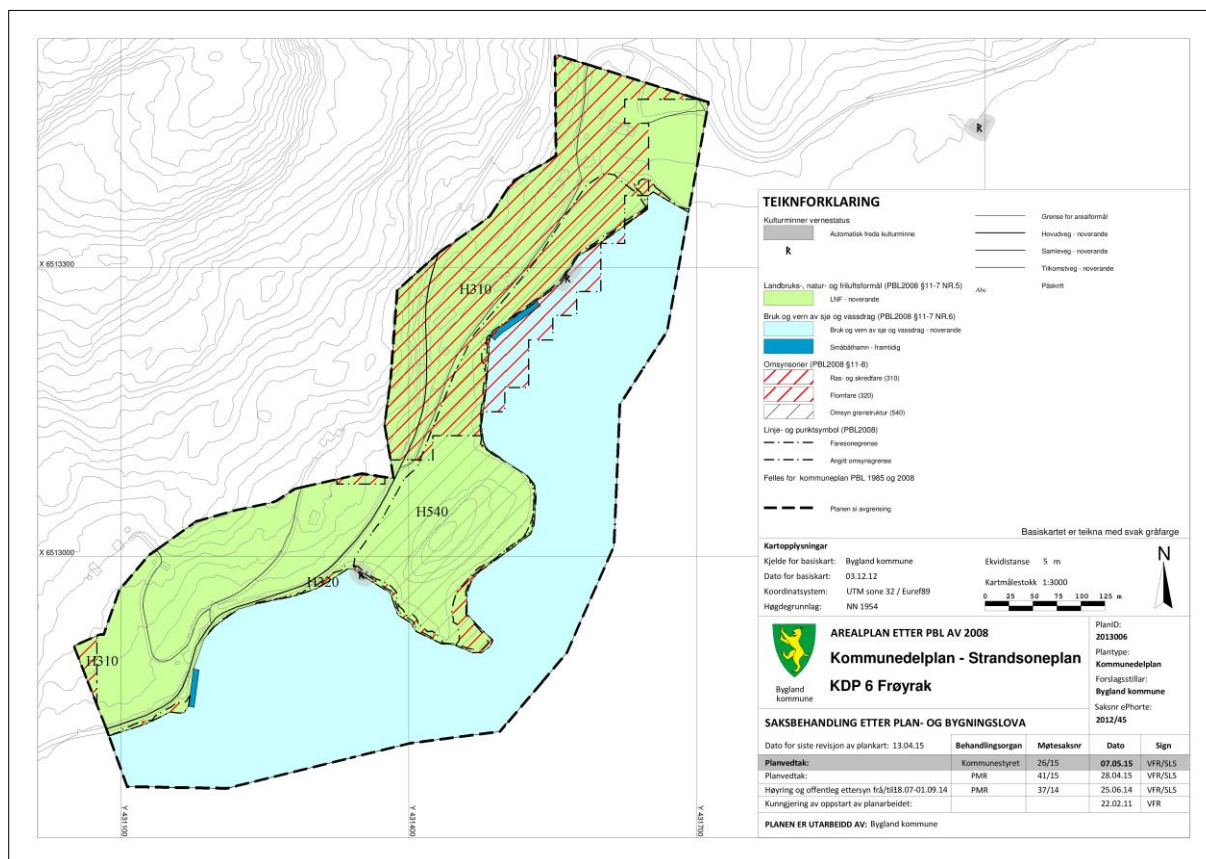 X 6513300
X 6513000
Y 431100
Y 431400
Y 431700
H310
H540
H320
H310
R
R
R
TEIKNFORKLARING
Kulturminner vernestatus
Automatisk freda kulturminne
R
Landbruks-, natur- og friluftsformål (PBL2008 §11-7 NR.5)
LNF - noverande
Bruk og vern av sjø og vassdrag (PBL2008 §11-7 NR.6)
Bruk og vern av sjø og vassdrag - noverande
Småbåthamn - framtidig
Omsynsoner (PBL2008 §11-8)
Ras- og skredfare (310)
Flomfare (320)
Omsyn grønstruktur (540)
Linje- og punktsymbol (PBL2008)
Faresonegrense
Angitt omsynsgrense
Felles for kommuneplan PBL 1985 og 2008
Planen si avgrensing
Grense for arealformål
Hovudveg - noverande
Samleveg - noverande
Tilkomstveg - noverande
Abc Påskrift
Basiskartet er teikna med svak gråfarge
Kartopplysningar
Kjelde for basiskart: Bygland kommune
Dato for basiskart: 03.12.12
Koordinatsystem: UTM sone 32 / Euref89
Høgdegrunnlag: NN 1954
Ekvidistanse 5 m
Kartmålestokk 1:3000
0 25 50 75 100 125 m
N
Bygland
kommune
AREALPLAN ETTER PBL AV 2008
Kommunedelplan - Strandsoneplan
KDP 6 Frøyrak
PlanID:
2013006
Plantype:
Kommunedelplan
Forslagsstillar:
Bygland kommune
Saksnr ePhorte:
2012/45
SAKSBEHANDLING ETTER PLAN- OG BYGNINGSLOVA
Dato for siste revisjon av plankart: 13.04.15 Behandlingsorgan Møtesaksnr Dato Sign
Planvedtak: Kommunestyret 26/15 07.05.15 VFR/SLS
Planvedtak: PMR 41/15 28.04.15 VFR/SLS
Høyring og offentleg ettersyn frå/til18.07-01.09.14 PMR 37/14 25.06.14 VFR/SLS
Kunngjering av oppstart av planarbeidet: 22.02.11 VFR
PLANEN ER UTARBEIDD AV: Bygland kommune